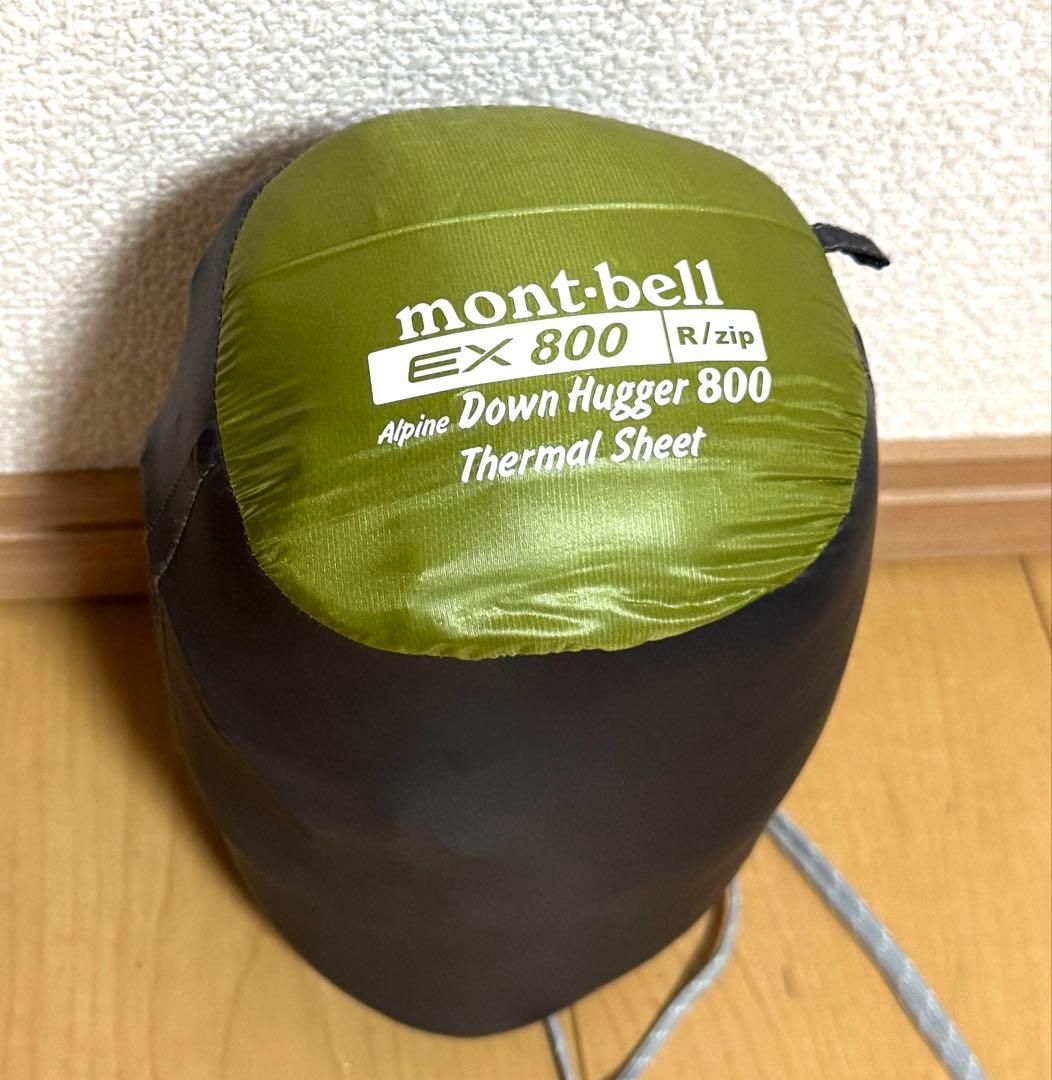 mont-bell
EX 800 R/zip
Alpine Down Hugger 800
Thermal Sheet